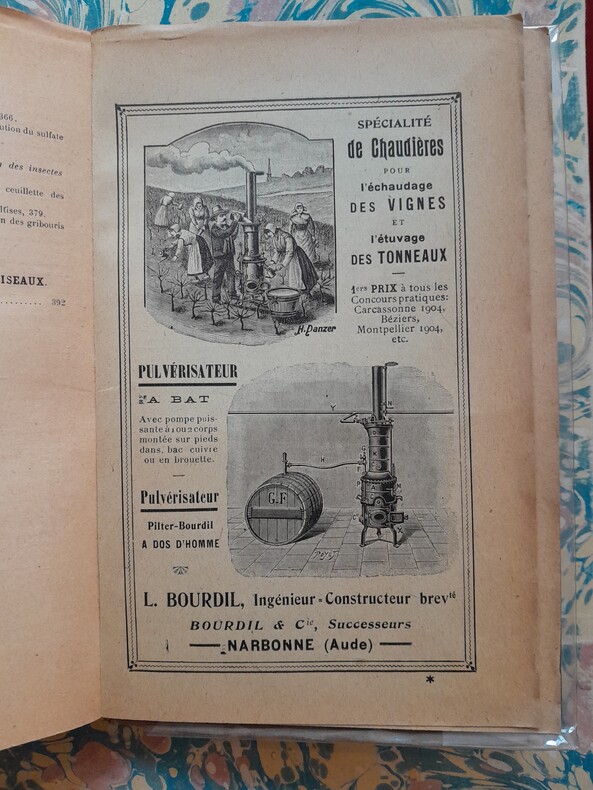 366.
ution du sulfate
n des insectes
ceuillette des
ltises, 379.
n des gribouris
ISEAUX.
392
SPÉCIALITÉ
de Chaudières
POUR
l'échaudage
DES VIGNES
ET
l'étuvage
DES TONNEAUX
1ers PRIX à tous les
Concours pratiques:
Carcassonne 1904,
Béziers,
Montpellier 1904,
etc.
H. Danzer
PULVÉRISATEUR
A BAT
Avec pompe puis-
sante à 1 ou 2 corps
montée sur pieds
dans, bac cuivre
ou en brouette.
Pulvérisateur
Pilter-Bourdil
A DOS D'HOMME
Y
N
H
G.F
L. BOURDIL, Ingénieur-Constructeur brevté
BOURDIL & Cie, Successeurs
NARBONNE (Aude)
*